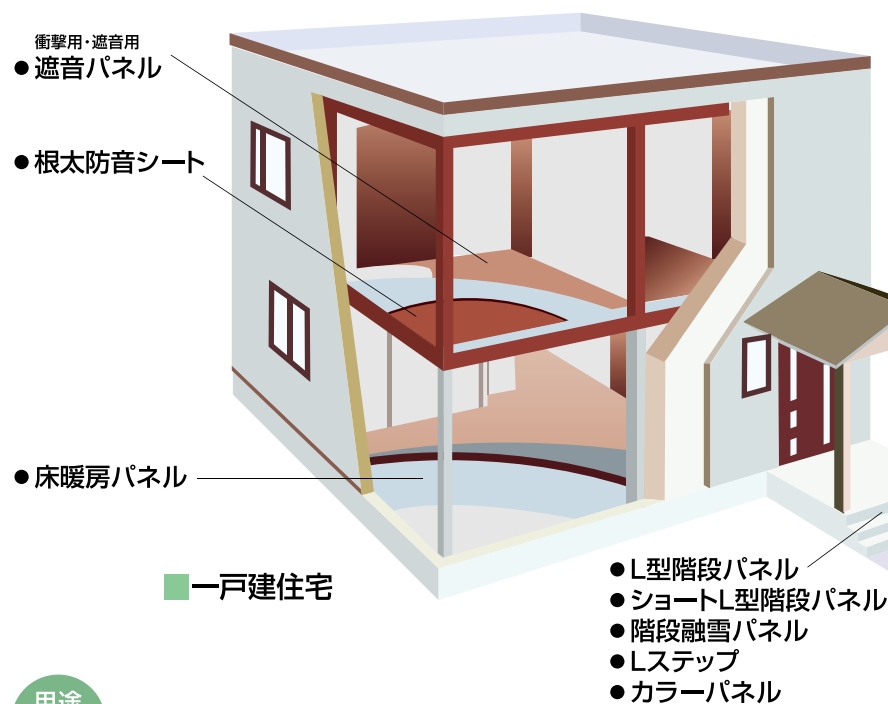 衝撃用・遮音用
●遮音パネル
●根太防音シート
●床暖房パネル
■一戸建住宅
●L型階段パネル
●ショートL型階段パネル
●階段融雪パネル
●Lステップ
●カラーパネル
用途